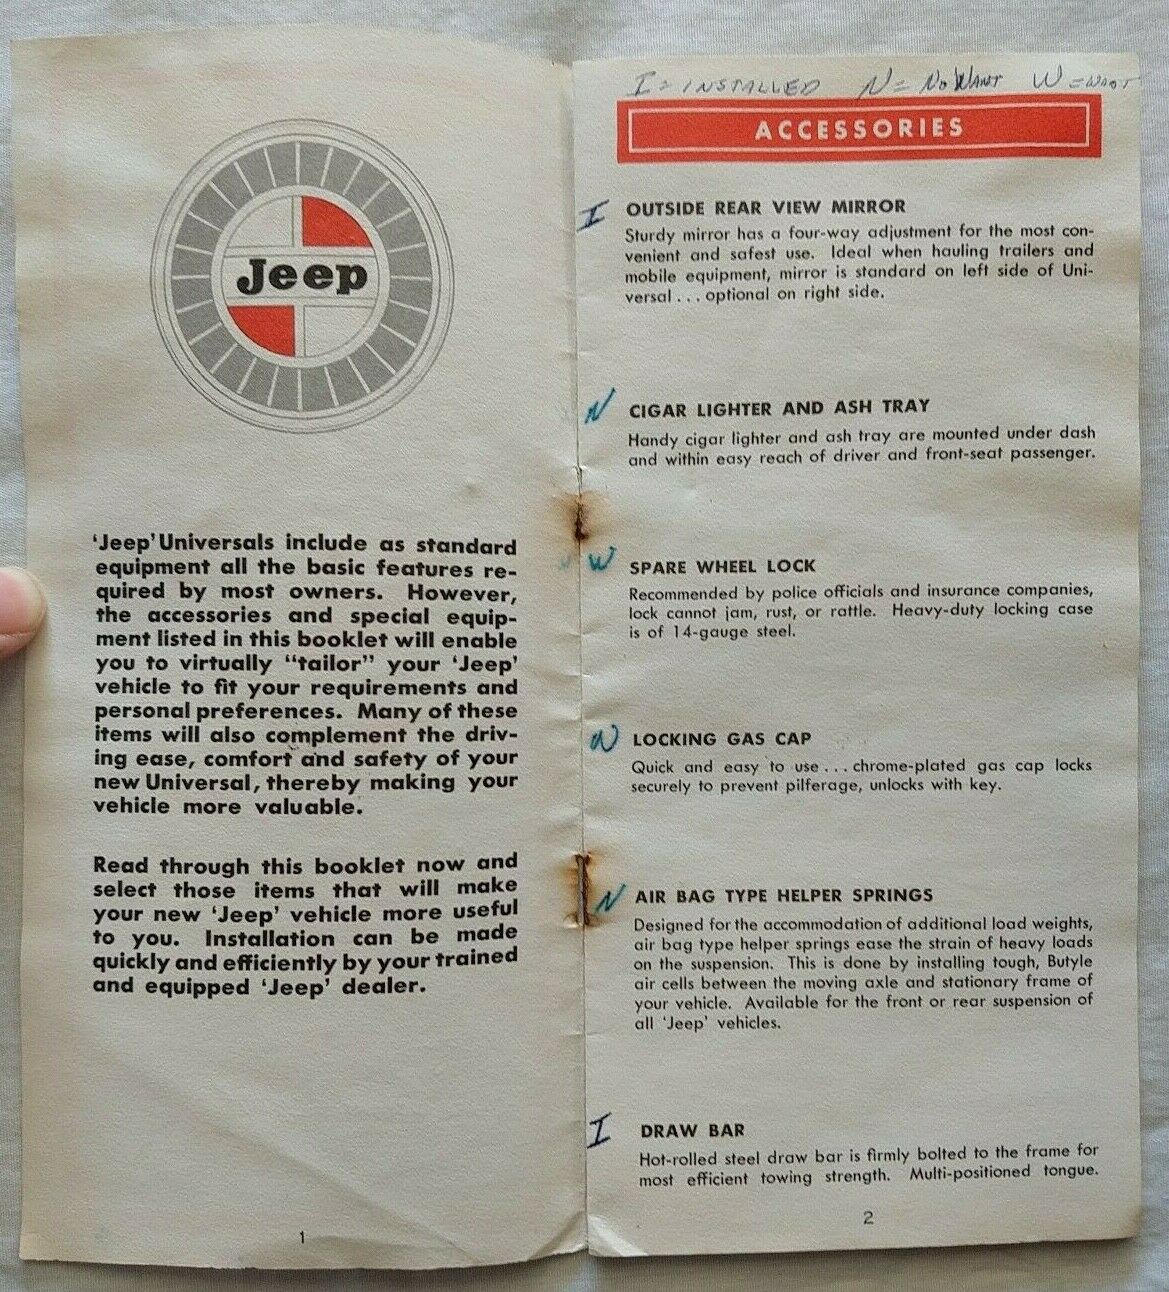 Jeep
'Jeep' Universals include as standard
equipment all the basic features re-
quired by most owners. However,
the accessories and special equip-
ment listed in this booklet will enable
you to virtually "tailor" your 'Jeep'
vehicle to fit your requirements and
personal preferences. Many of these
items will also complement the driv-
ing ease, comfort and safety of your
new Universal, thereby making your
vehicle more valuable.
Read through this booklet now and
select those items that will make
your new 'Jeep' vehicle more useful
to you. Installation can be made
quickly and efficiently by your trained
and equipped 'Jeep' dealer.
1
I = INSTALLED N = NO WANT W = WANT
ACCESSORIES
I OUTSIDE REAR VIEW MIRROR
Sturdy mirror has a four-way adjustment for the most con-
venient and safest use. Ideal when hauling trailers and
mobile equipment, mirror is standard on left side of Uni-
versal . . . optional on right side.
N CIGAR LIGHTER AND ASH TRAY
Handy cigar lighter and ash tray are mounted under dash
and within easy reach of driver and front-seat passenger.
W SPARE WHEEL LOCK
Recommended by police officials and insurance companies,
lock cannot jam, rust, or rattle. Heavy-duty locking case
is of 14-gauge steel.
LOCKING GAS CAP
Quick and easy to use . . . chrome-plated gas cap locks
securely to prevent pilferage, unlocks with key.
N AIR BAG TYPE HELPER SPRINGS
Designed for the accommodation of additional load weights,
air bag type helper springs ease the strain of heavy loads
on the suspension. This is done by installing tough, Butyle
air cells between the moving axle and stationary frame of
your vehicle. Available for the front or rear suspension of
all 'Jeep' vehicles.
I DRAW BAR
Hot-rolled steel draw bar is firmly bolted to the frame for
most efficient towing strength. Multi-positioned tongue.
2